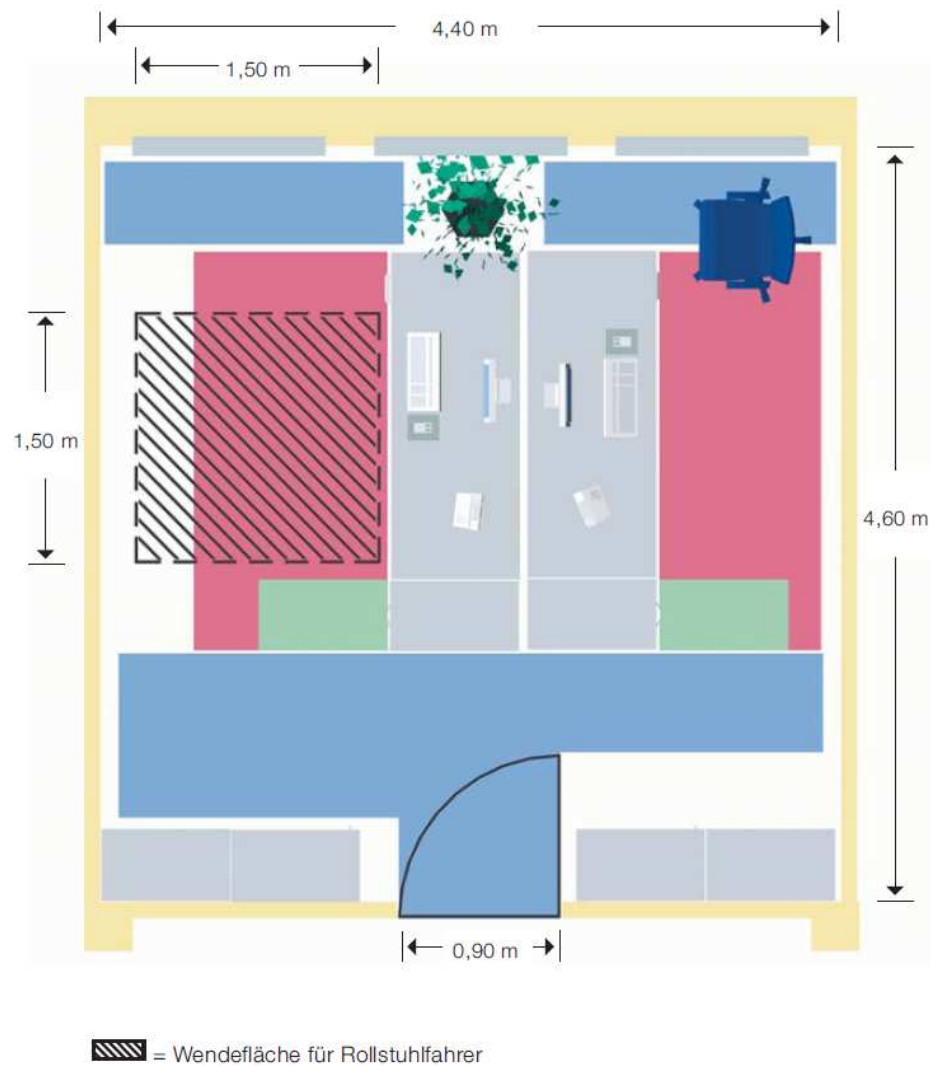 4,40 m
1,50 m
1,50 m
4,60 m
0,90 m
= Wendefläche für Rollstuhlfahrer